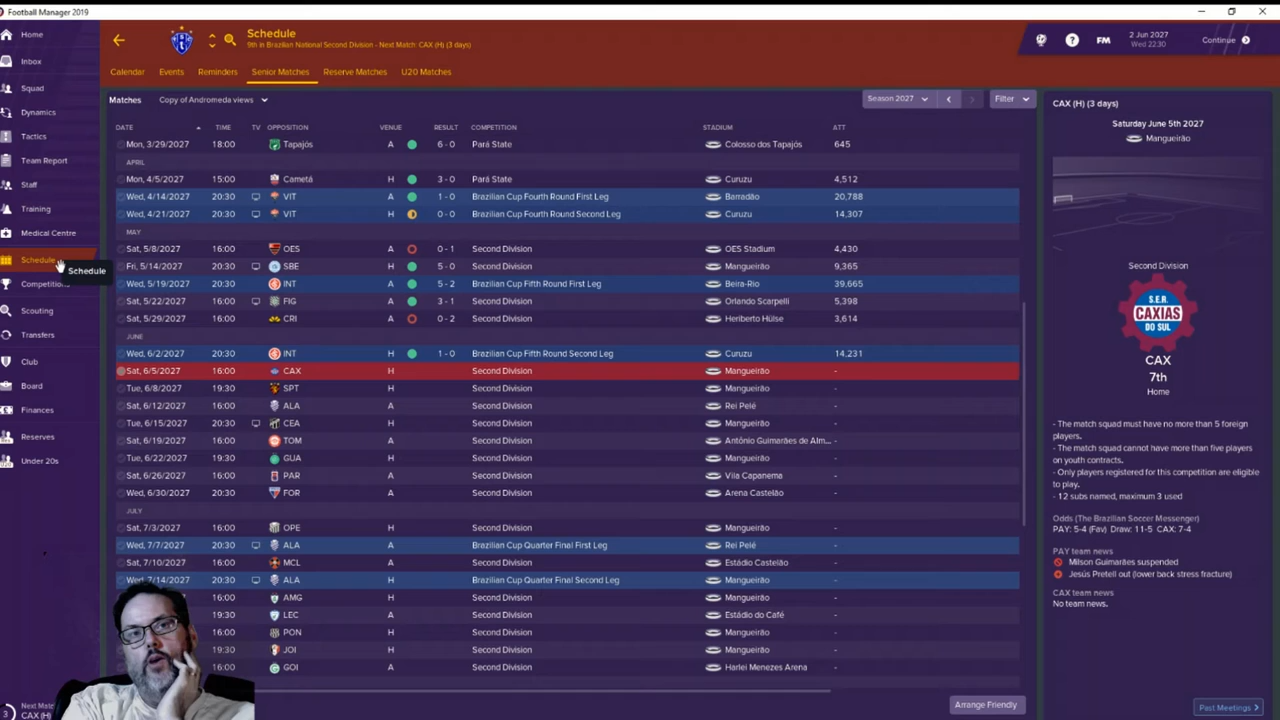 Football Manager 2019
Home
Inbox
Squad
Dynamics
Tactics
Team Report
Staff
Training
Medical Centre
Schedule
Schedule
Competitions
Scouting
Transfers
Club
Board
Finances
Reserves
Under 20s
Next Match
3 CAX (H)
Schedule
9th in Brazilian National Second Division - Next Match: CAX (H) (3 days)
? FM 2 Jun 2027
Wed 22:30
Continue
Calendar Events Reminders Senior Matches Reserve Matches U20 Matches
Matches Copy of Andromeda views Season 2027 Filter
DATE TIME TV OPPOSITION VENUE RESULT COMPETITION STADIUM ATT
Mon, 3/29/2027 18:00 Tapajós A 6 - 0 Pará State Colosso dos Tapajós 645
APRIL
Mon, 4/5/2027 15:00 Cametá H 3 - 0 Pará State Curuzu 4,512
Wed, 4/14/2027 20:30 VIT A 1 - 0 Brazilian Cup Fourth Round First Leg Barradão 20,788
Wed, 4/21/2027 20:30 VIT H 0 - 0 Brazilian Cup Fourth Round Second Leg Curuzu 14,307
MAY
Sat, 5/8/2027 16:00 OES A 0 - 1 Second Division OES Stadium 4,430
Fri, 5/14/2027 20:30 SBE H 5 - 0 Second Division Mangueirão 9,365
Wed, 5/19/2027 20:30 INT A 5 - 2 Brazilian Cup Fifth Round First Leg Beira-Rio 39,665
Sat, 5/22/2027 16:00 FIG A 3 - 1 Second Division Orlando Scarpelli 5,398
Sat, 5/29/2027 16:00 CRI A 0 - 2 Second Division Heriberto Hülse 3,614
JUNE
Wed, 6/2/2027 20:30 INT H 1 - 0 Brazilian Cup Fifth Round Second Leg Curuzu 14,231
Sat, 6/5/2027 16:00 CAX H Second Division Mangueirão -
Tue, 6/8/2027 19:30 SPT H Second Division Mangueirão -
Sat, 6/12/2027 16:00 ALA A Second Division Rei Pelé -
Tue, 6/15/2027 20:30 CEA H Second Division Mangueirão -
Sat, 6/19/2027 16:00 TOM A Second Division Antônio Guimarães de Alm... -
Tue, 6/22/2027 19:30 GUA H Second Division Mangueirão -
Sat, 6/26/2027 16:00 PAR A Second Division Vila Capanema -
Wed, 6/30/2027 20:30 FOR A Second Division Arena Castelão -
JULY
Sat, 7/3/2027 16:00 OPE H Second Division Mangueirão -
Wed, 7/7/2027 20:30 ALA A Brazilian Cup Quarter Final First Leg Rei Pelé -
Sat, 7/10/2027 16:00 MCL A Second Division Estádio Castelão -
Wed, 7/14/2027 20:30 ALA H Brazilian Cup Quarter Final Second Leg Mangueirão -
16:00 AMG H Second Division Mangueirão -
19:30 LEC A Second Division Estádio do Café -
16:00 PON H Second Division Mangueirão -
19:30 JOI H Second Division Mangueirão -
16:00 GOI A Second Division Harlei Menezes Arena -
Arrange Friendly
CAX (H) (3 days)
Saturday June 5th 2027
Mangueirão
Second Division
S.E.R.
CAXIAS
DO SUL
CAX
7th
Home
- The match squad must have no more than 5 foreign
players.
- The match squad cannot have more than five players
on youth contracts.
- Only players registered for this competition are eligible
to play.
- 12 subs named, maximum 3 used
Odds (The Brazilian Soccer Messenger)
PAY: 5-4 (Fav) Draw: 11-5 CAX: 7-4
PAY team news
Milson Guimarães suspended
Jesús Pretell out (lower back stress fracture)
CAX team news
No team news.
Past Meetings